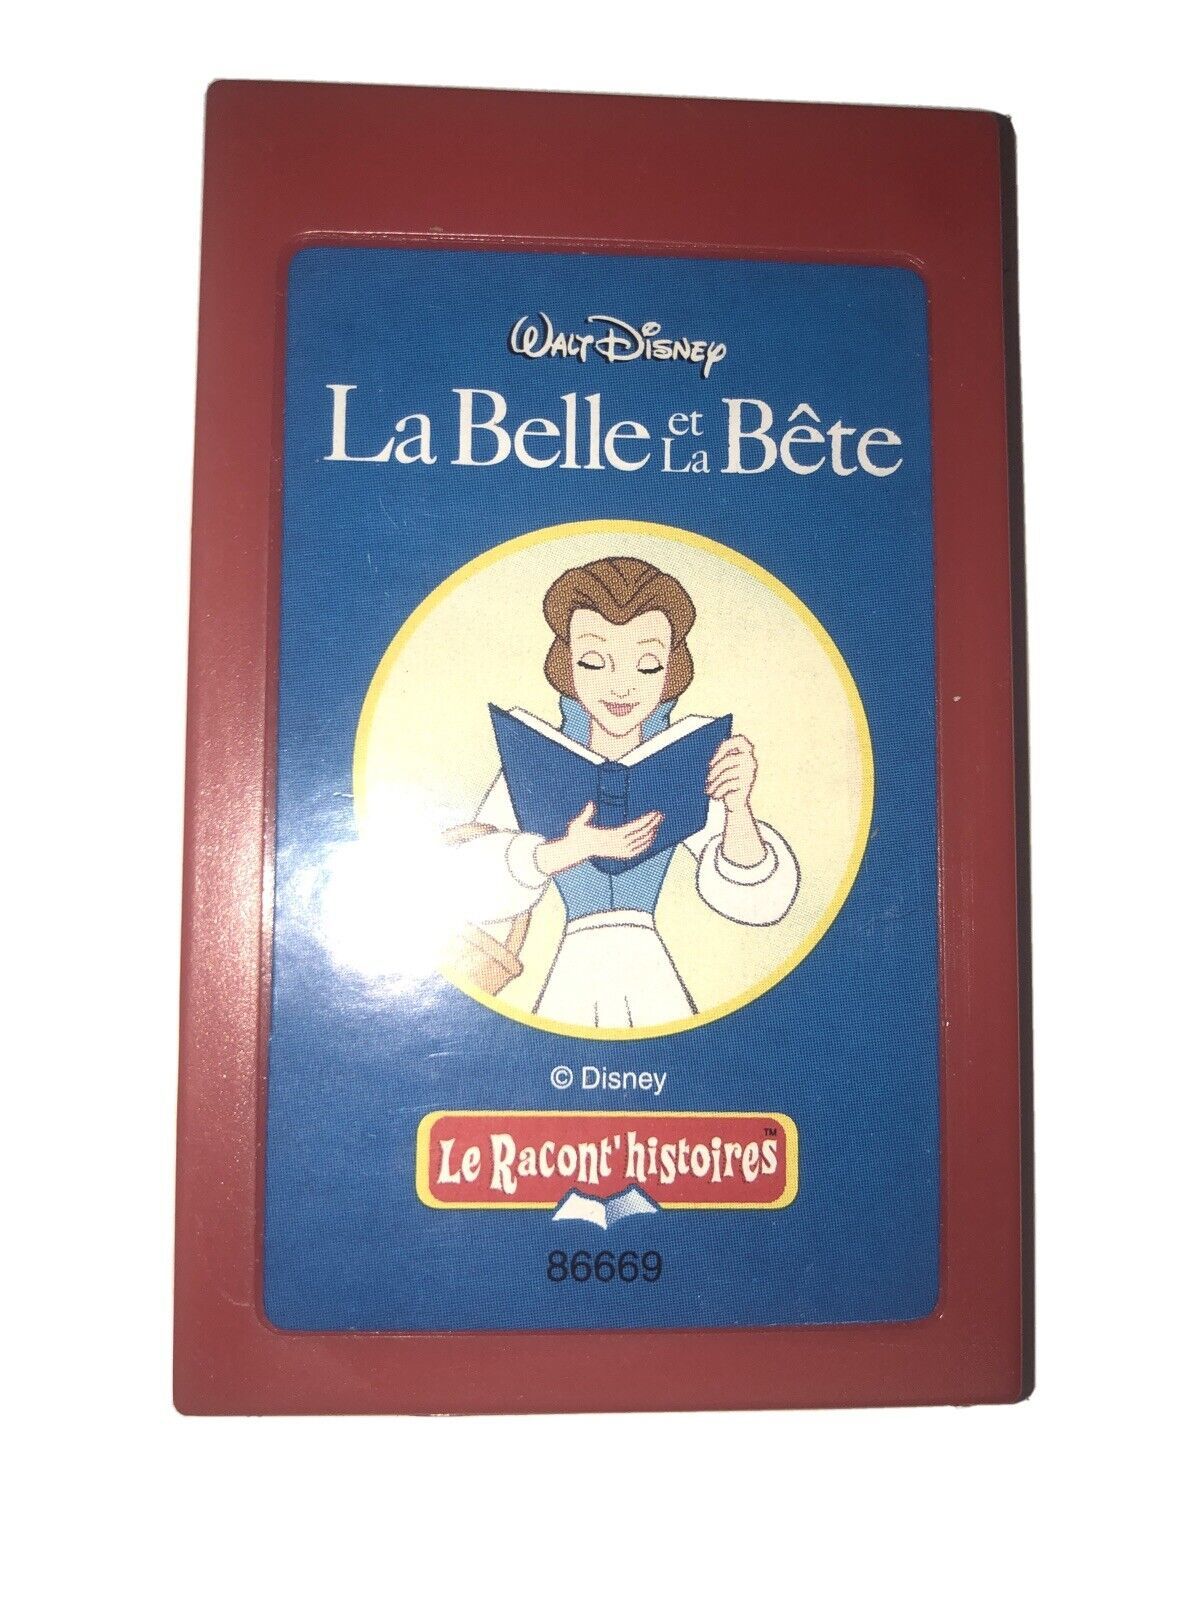 Walt Disney
La Belle et La Bête
© Disney
Le Racont'histoires™
86669